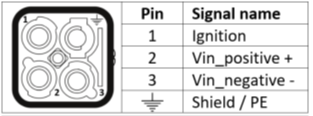 1
2
3
Pin Signal name
1 Ignition
2 Vin_positive +
3 Vin_negative -
Shield / PE